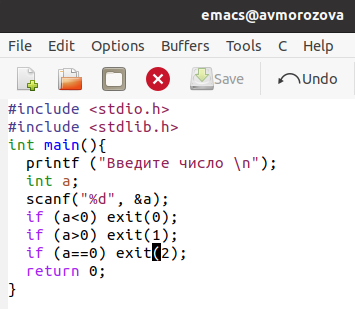 emacs@avmorozova
File Edit Options Buffers Tools C Help
Save Undo
#include <stdio.h>
#include <stdlib.h>
int main(){
  printf ("Введите число \n");
  int a;
  scanf("%d", &a);
  if (a<0) exit(0);
  if (a>0) exit(1);
  if (a==0) exit(2);
  return 0;
}